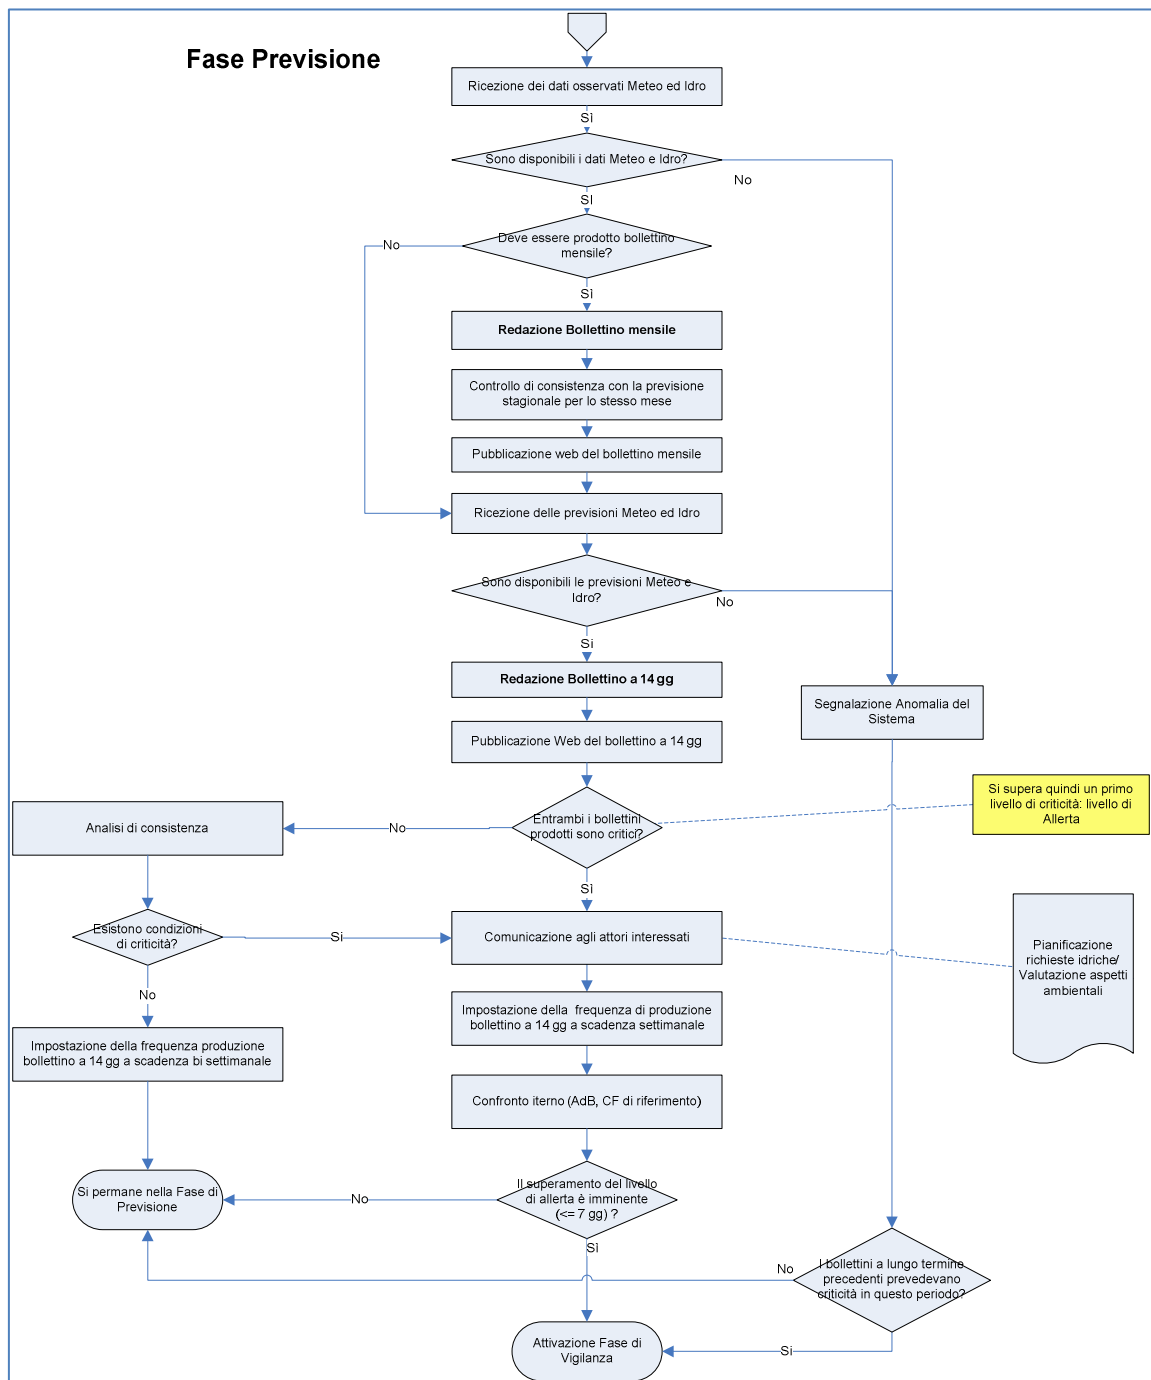 Fase Previsione
Ricezione dei dati osservati Meteo ed Idro
Sì
Sono disponibili i dati Meteo e Idro?
No
SI
Deve essere prodotto bollettino
mensile?
No
Sì
Redazione Bollettino mensile
Controllo di consistenza con la previsione
stagionale per lo stesso mese
Pubblicazione web del bollettino mensile
Ricezione delle previsioni Meteo ed Idro
Sono disponibili le previsioni Meteo e
Idro?
No
Si
Redazione Bollettino a 14 gg
Segnalazione Anomalia del
Sistema
Pubblicazione Web del bollettino a 14 gg
Si supera quindi un primo
livello di criticità: livello di
Allerta
Analisi di consistenza
No
Entrambi i bollettini
prodotti sono critici?
Sì
Esistono condizioni
di criticità?
Si
Comunicazione agli attori interessati
Pianificazione
richieste idriche/
Valutazione aspetti
ambientali
No
Impostazione della frequenza di produzione
bollettino a 14 gg a scadenza settimanale
Impostazione della frequenza produzione
bollettino a 14 gg a scadenza bi settimanale
Confronto iterno (AdB, CF di riferimento)
Si permane nella Fase di
Previsione
No
Il superamento del livello
di allerta è imminente
(<= 7 gg) ?
Sì
No
I bollettini a lungo termine
precedenti prevedevano
criticità in questo periodo?
Attivazione Fase di
Vigilanza
Si